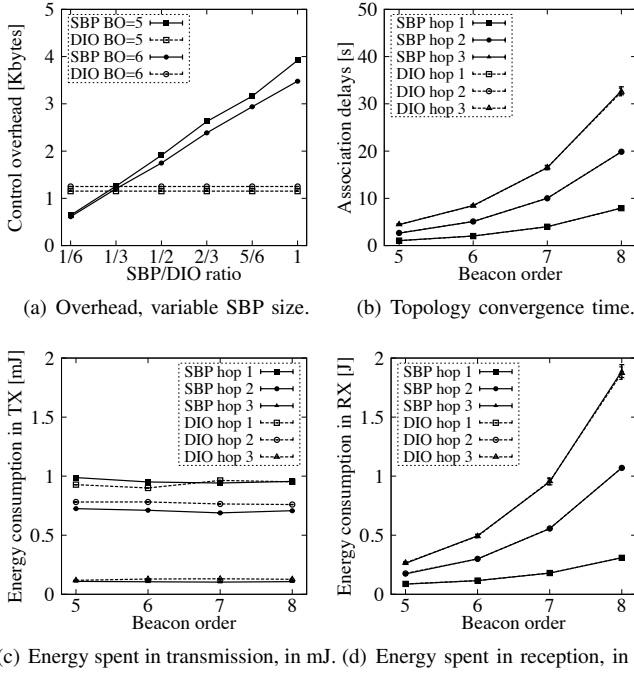 Control overhead [Kbytes]
5
4
3
2
1
0
SBP BO=5
DIO BO=5
SBP BO=6
DIO BO=6
1/6 1/3 1/2 2/3 5/6 1
SBP/DIO ratio
(a) Overhead, variable SBP size.
Association delays [s]
50
40
30
20
10
0
SBP hop 1
SBP hop 2
SBP hop 3
DIO hop 1
DIO hop 2
DIO hop 3
5 6 7 8
Beacon order
(b) Topology convergence time.
Energy consumption in TX [mJ]
2
1.5
1
0.5
0
SBP hop 1
SBP hop 2
SBP hop 3
DIO hop 1
DIO hop 2
DIO hop 3
5 6 7 8
Beacon order
c) Energy spent in transmission, in mJ.
Energy consumption in RX [J]
2
1.5
1
0.5
0
SBP hop 1
SBP hop 2
SBP hop 3
DIO hop 1
DIO hop 2
DIO hop 3
5 6 7 8
Beacon order
(d) Energy spent in reception, in